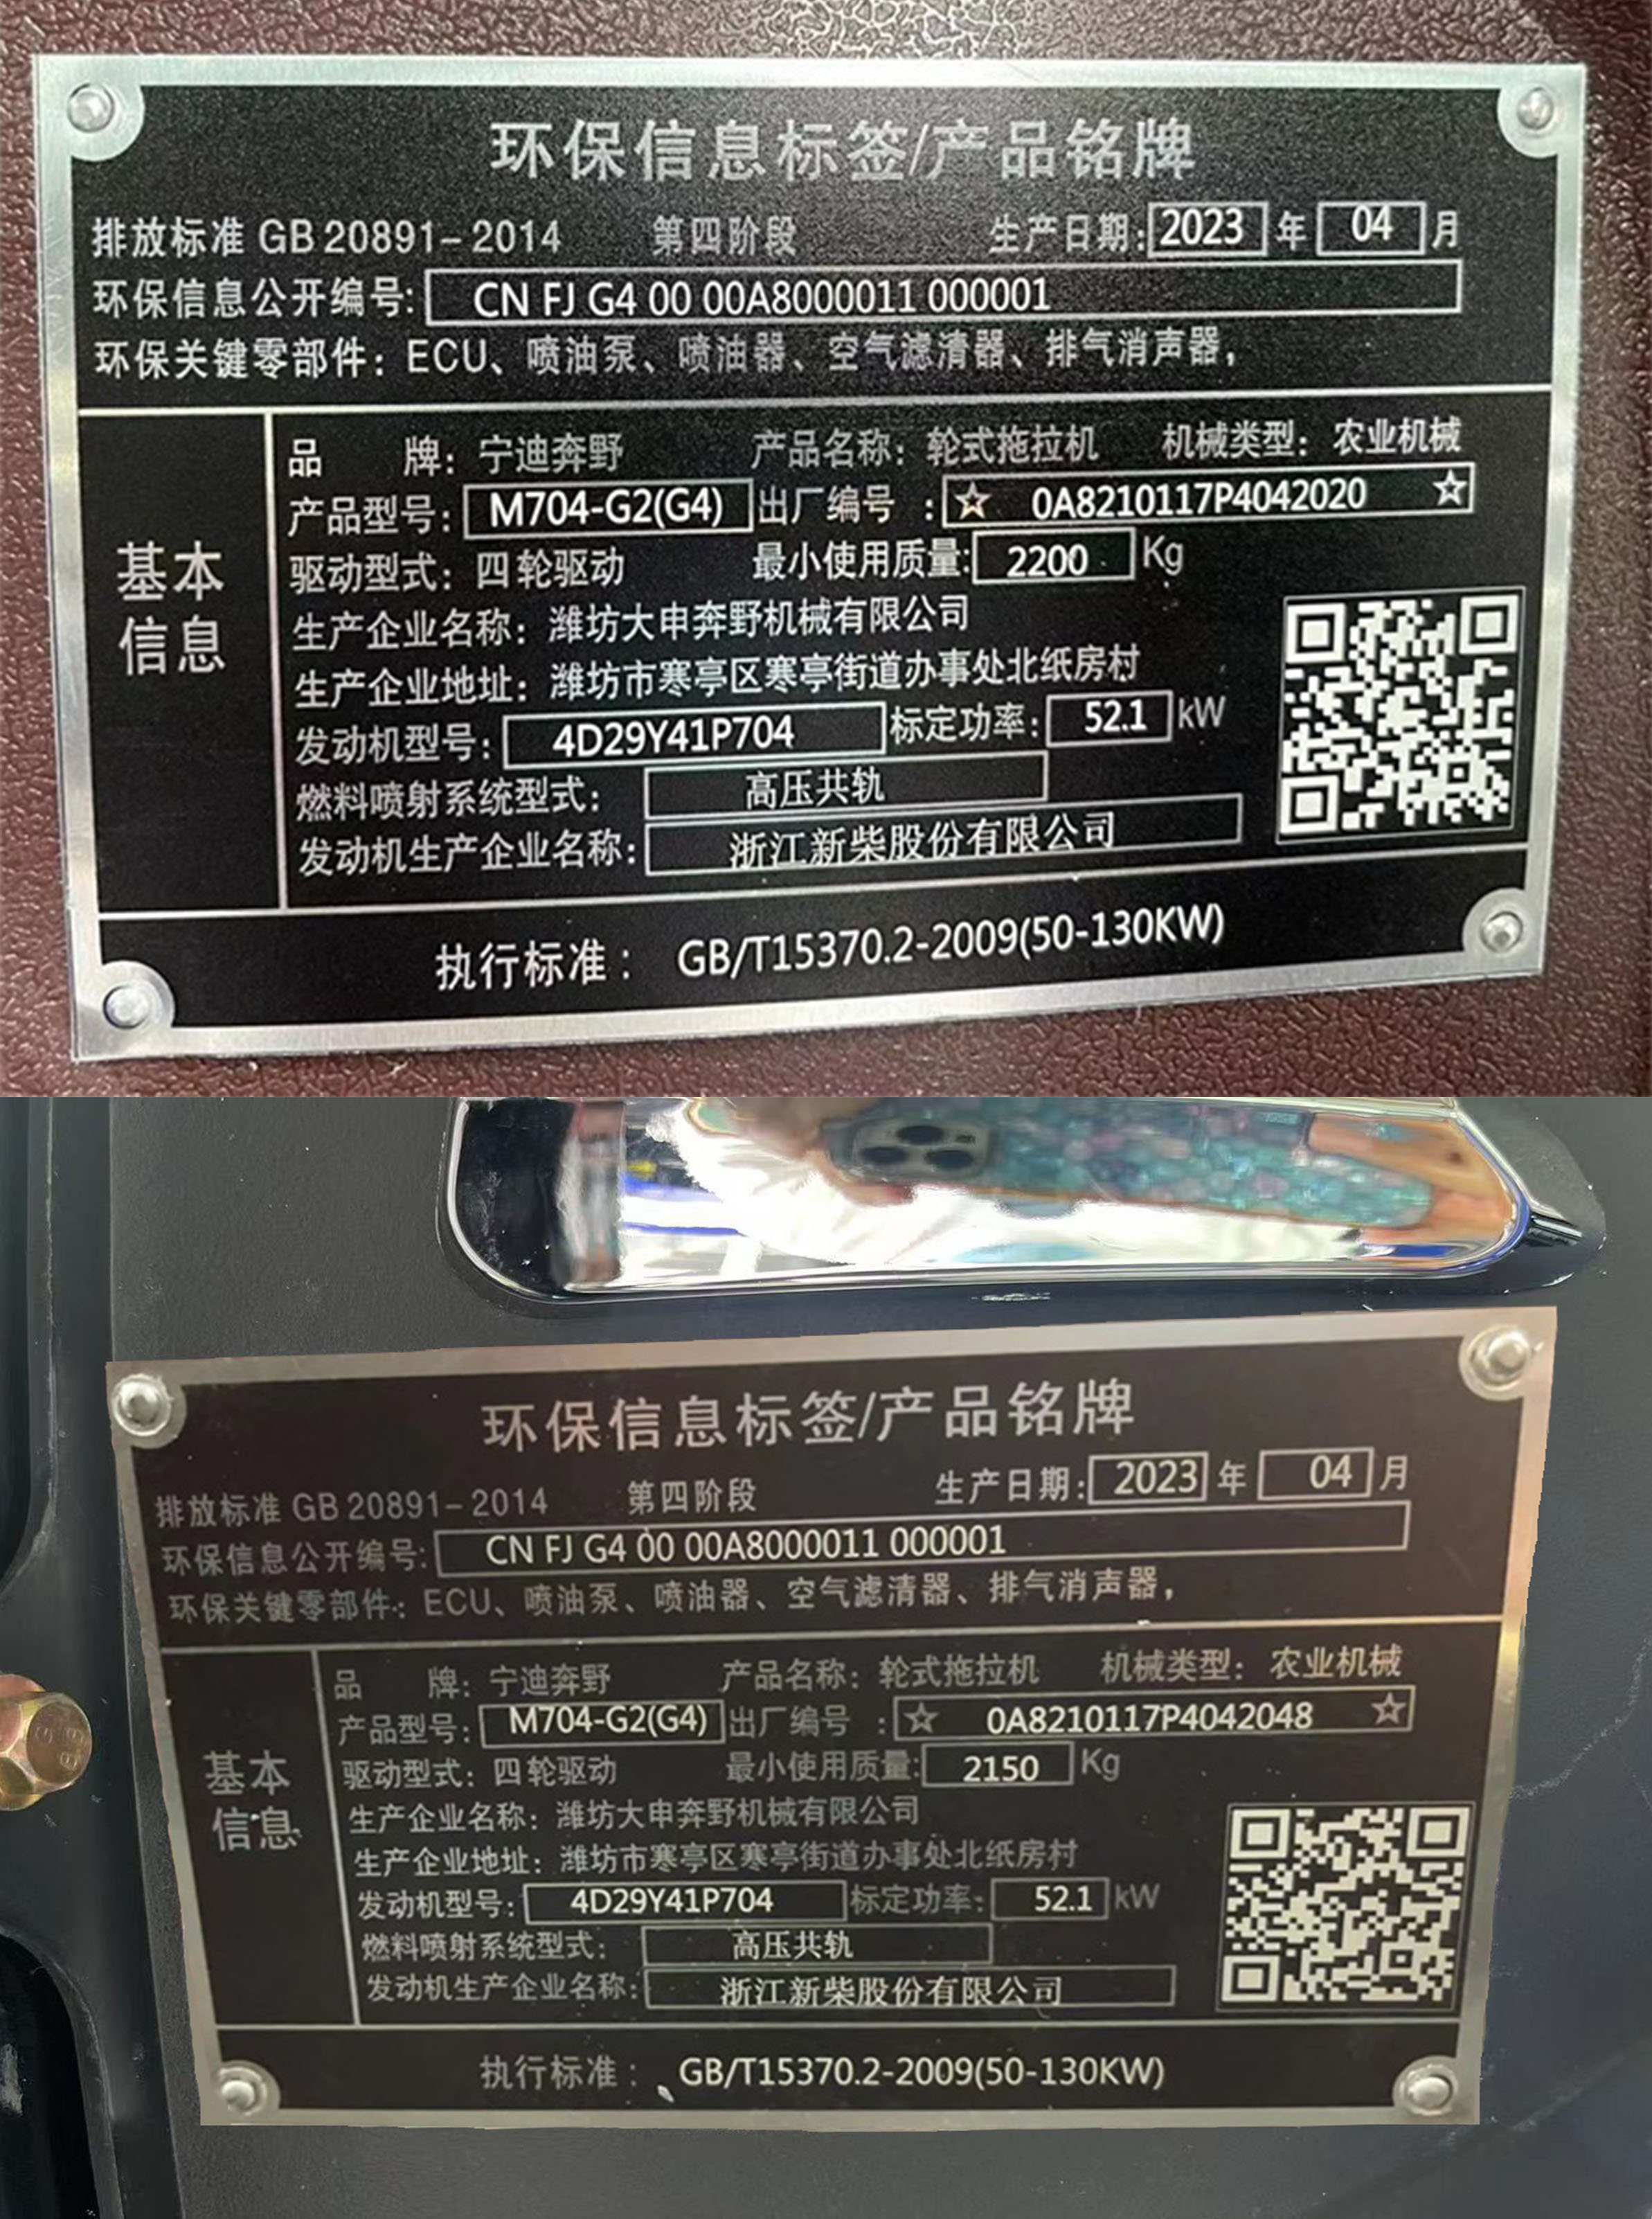 环保信息标签/产品铭牌
排放标准 GB 20891-2014 第四阶段 生产日期: 2023 年 04 月
环保信息公开编号: CN FJ G4 00 00A8000011 000001
环保关键零部件: ECU、喷油泵、喷油器、空气滤清器、排气消声器,
基本信息
品 牌: 宁迪奔野 产品名称: 轮式拖拉机 机械类型: 农业机械
产品型号: M704-G2(G4) 出厂编号 : ☆ 0A8210117P4042020 ☆
驱动型式: 四轮驱动 最小使用质量: 2200 Kg
生产企业名称: 潍坊大申奔野机械有限公司
生产企业地址: 潍坊市寒亭区寒亭街道办事处北纸房村
发动机型号: 4D29Y41P704 标定功率: 52.1 kW
燃料喷射系统型式: 高压共轨
发动机生产企业名称: 浙江新柴股份有限公司
执行标准: GB/T15370.2-2009(50-130KW)
环保信息标签/产品铭牌
排放标准 GB 20891-2014 第四阶段 生产日期: 2023 年 04 月
环保信息公开编号: CN FJ G4 00 00A8000011 000001
环保关键零部件: ECU、喷油泵、喷油器、空气滤清器、排气消声器,
基本信息
品 牌: 宁迪奔野 产品名称: 轮式拖拉机 机械类型: 农业机械
产品型号: M704-G2(G4) 出厂编号 : ☆ 0A8210117P4042048 ☆
驱动型式: 四轮驱动 最小使用质量: 2150 Kg
生产企业名称: 潍坊大申奔野机械有限公司
生产企业地址: 潍坊市寒亭区寒亭街道办事处北纸房村
发动机型号: 4D29Y41P704 标定功率: 52.1 kW
燃料喷射系统型式: 高压共轨
发动机生产企业名称: 浙江新柴股份有限公司
执行标准: GB/T15370.2-2009(50-130KW)